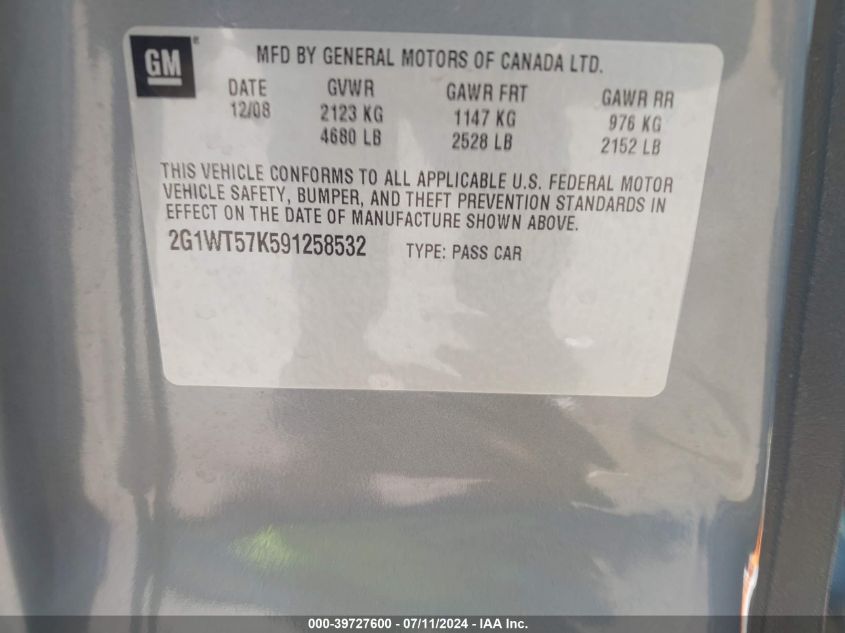 GM®
MFD BY GENERAL MOTORS OF CANADA LTD.
DATE GVWR GAWR FRT GAWR RR
12/08 2123 KG 1147 KG 976 KG
4680 LB 2528 LB 2152 LB
THIS VEHICLE CONFORMS TO ALL APPLICABLE U.S. FEDERAL MOTOR
VEHICLE SAFETY, BUMPER, AND THEFT PREVENTION STANDARDS IN
EFFECT ON THE DATE OF MANUFACTURE SHOWN ABOVE.
2G1WT57K591258532 TYPE: PASS CAR
000-39727600 - 07/11/2024 - IAA Inc.